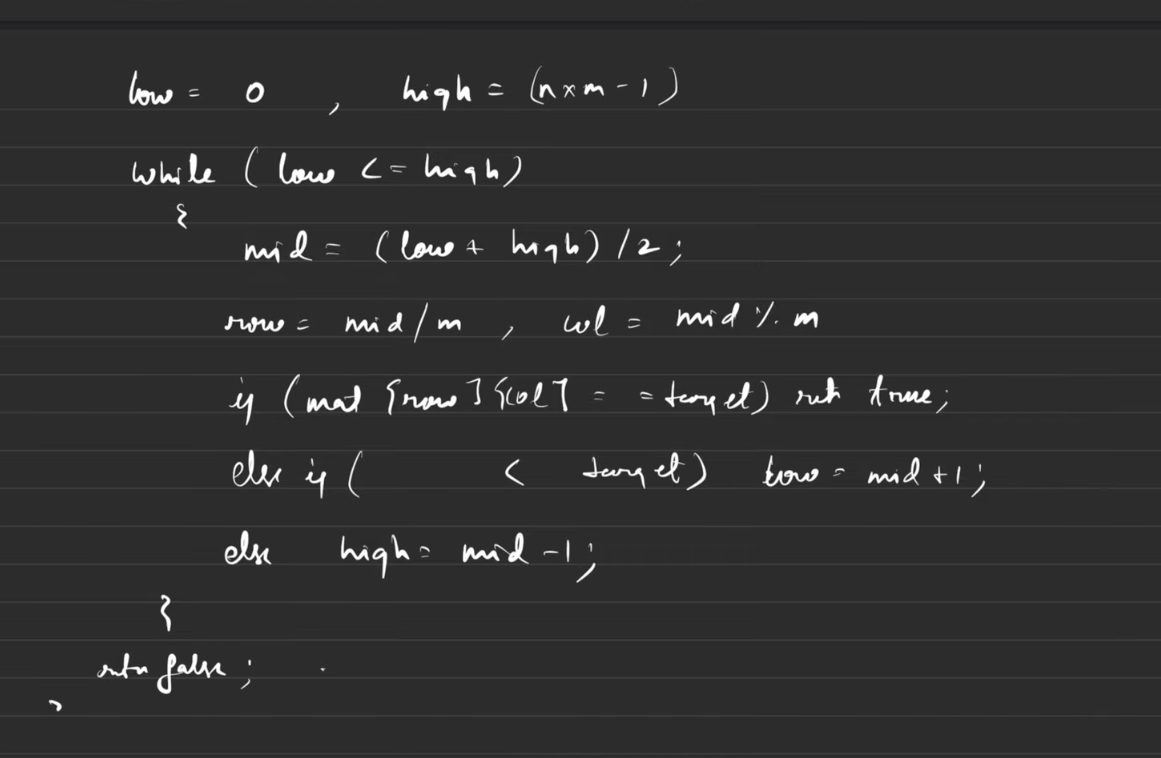 low = 0 , high = (n x m - 1)
while (low <= high)
{
mid = (low + high) / 2 ;
row = mid / m , col = mid % m
if (mat [row] [col] = = target) ret true;
else if ( < target) low = mid + 1 ;
else high = mid - 1 ;
}
retn false ;
}